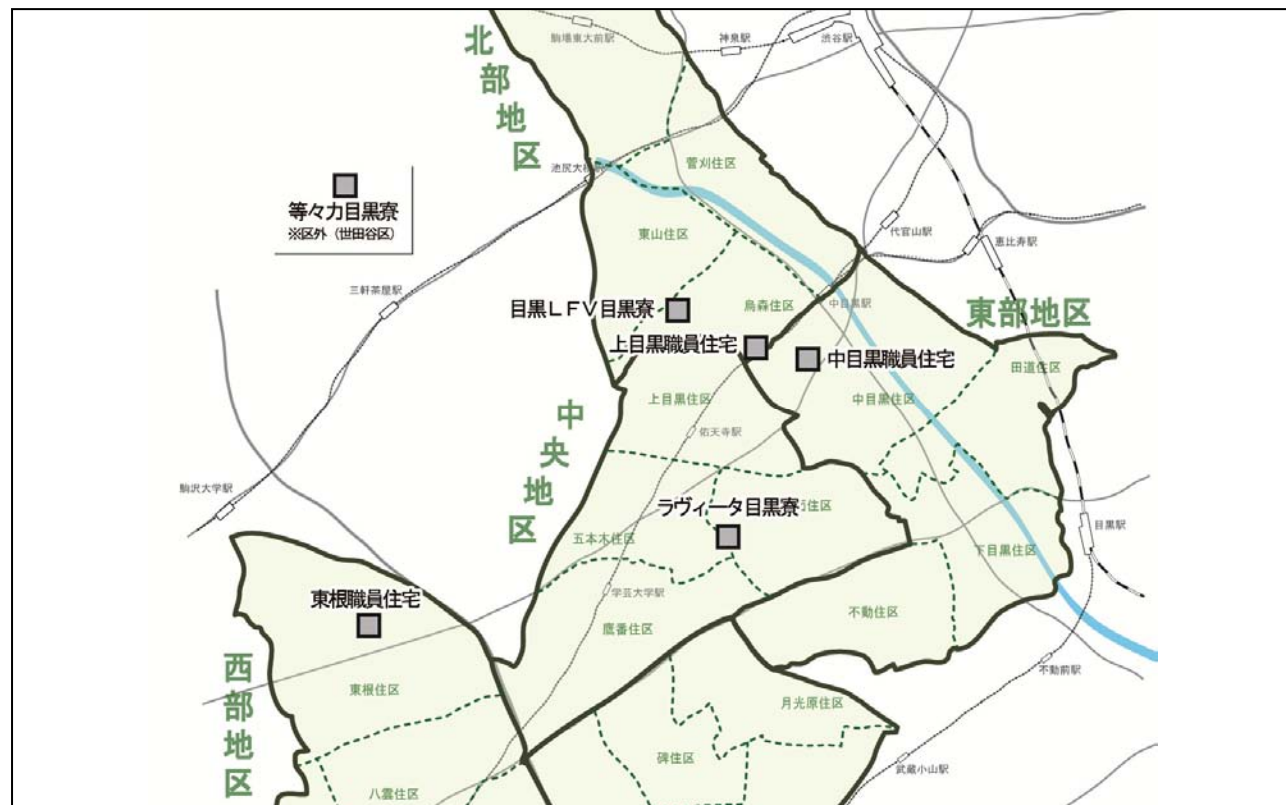 北部地区
駒場東大前駅
神泉駅
渋谷駅
菅刈住区
池尻大橋駅
等々力目黒寮
※区外（世田谷区）
東山住区
代官山駅
恵比寿駅
三軒茶屋駅
目黒ＬＦＶ目黒寮
烏森住区
中目黒駅
東部地区
上目黒職員住宅
中目黒職員住宅
田道住区
上目黒住区
中目黒住区
中央地区
佑天寺駅
駒沢大学駅
ラヴィータ目黒寮
住区
五本木住区
目黒駅
下目黒住区
東根職員住宅
学芸大学駅
不動住区
鷹番住区
不動前駅
西部地区
東根住区
月光原住区
碑住区
武蔵小山駅
八雲住区